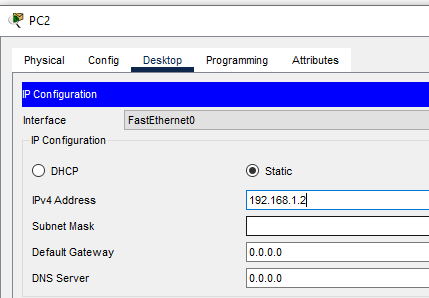 PC2
Physical Config Desktop Programming Attributes
IP Configuration
Interface FastEthernet0
IP Configuration
DHCP Static
IPv4 Address 192.168.1.2
Subnet Mask
Default Gateway 0.0.0.0
DNS Server 0.0.0.0